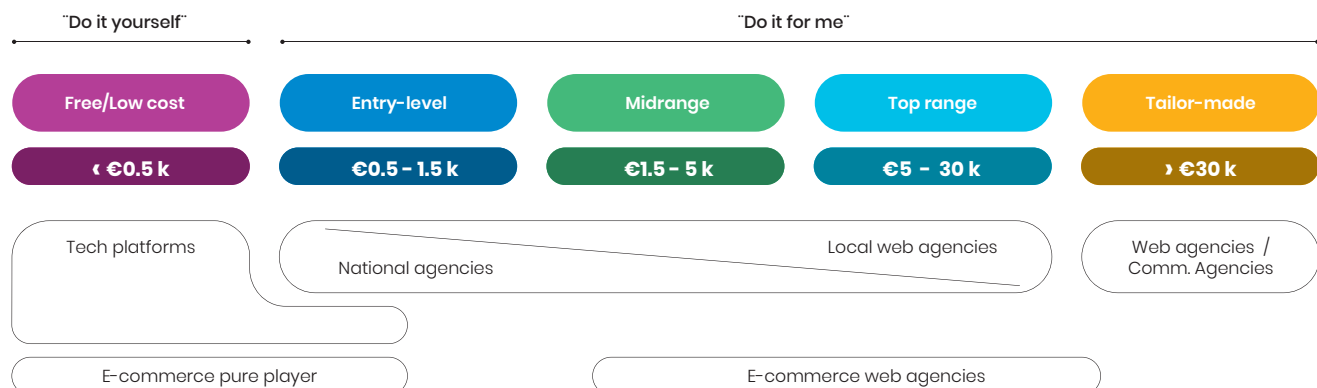 ¨Do it yourself¨
¨Do it for me¨
Free/Low cost
Entry-level
Midrange
Top range
Tailor-made
‹ €0.5 k
€0.5 - 1.5 k
€1.5 - 5 k
€5 - 30 k
› €30 k
Tech platforms
National agencies
Local web agencies
Web agencies /
Comm. Agencies
E-commerce pure player
E-commerce web agencies